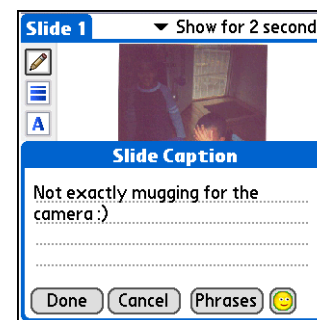 Slide 1
Show for 2 second
A
Slide Caption
Not exactly mugging for the
camera :)
Done Cancel Phrases